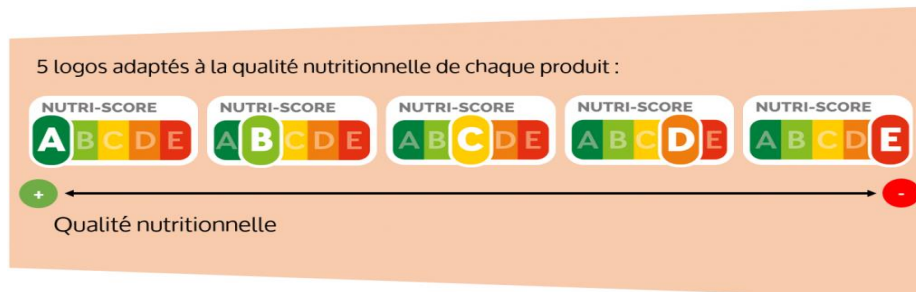 5 logos adaptés à la qualité nutritionnelle de chaque produit :
NUTRI-SCORE NUTRI-SCORE NUTRI-SCORE NUTRI-SCORE NUTRI-SCORE
A B C D E A B C D E A B C D E A B C D E A B C D E
+ -
Qualité nutritionnelle